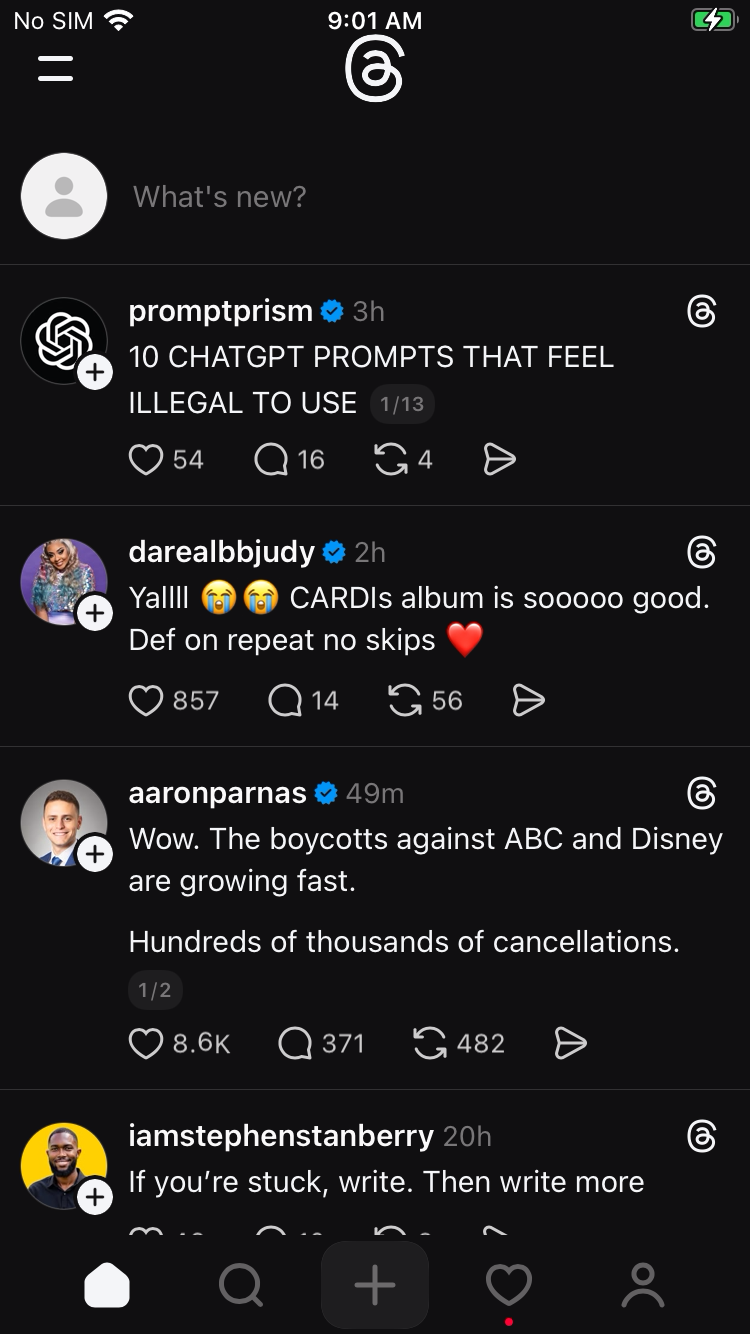 No SIM 9:01 AM
What's new?
promptprism 3h
10 CHATGPT PROMPTS THAT FEEL
ILLEGAL TO USE 1/13
54 16 4
darealbbjudy 2h
Yallll 😭😭 CARDIs album is sooooo good.
Def on repeat no skips ❤️
857 14 56
aaronparnas 49m
Wow. The boycotts against ABC and Disney
are growing fast.
Hundreds of thousands of cancellations.
1/2
8.6K 371 482
iamstephenstanberry 20h
If you’re stuck, write. Then write more